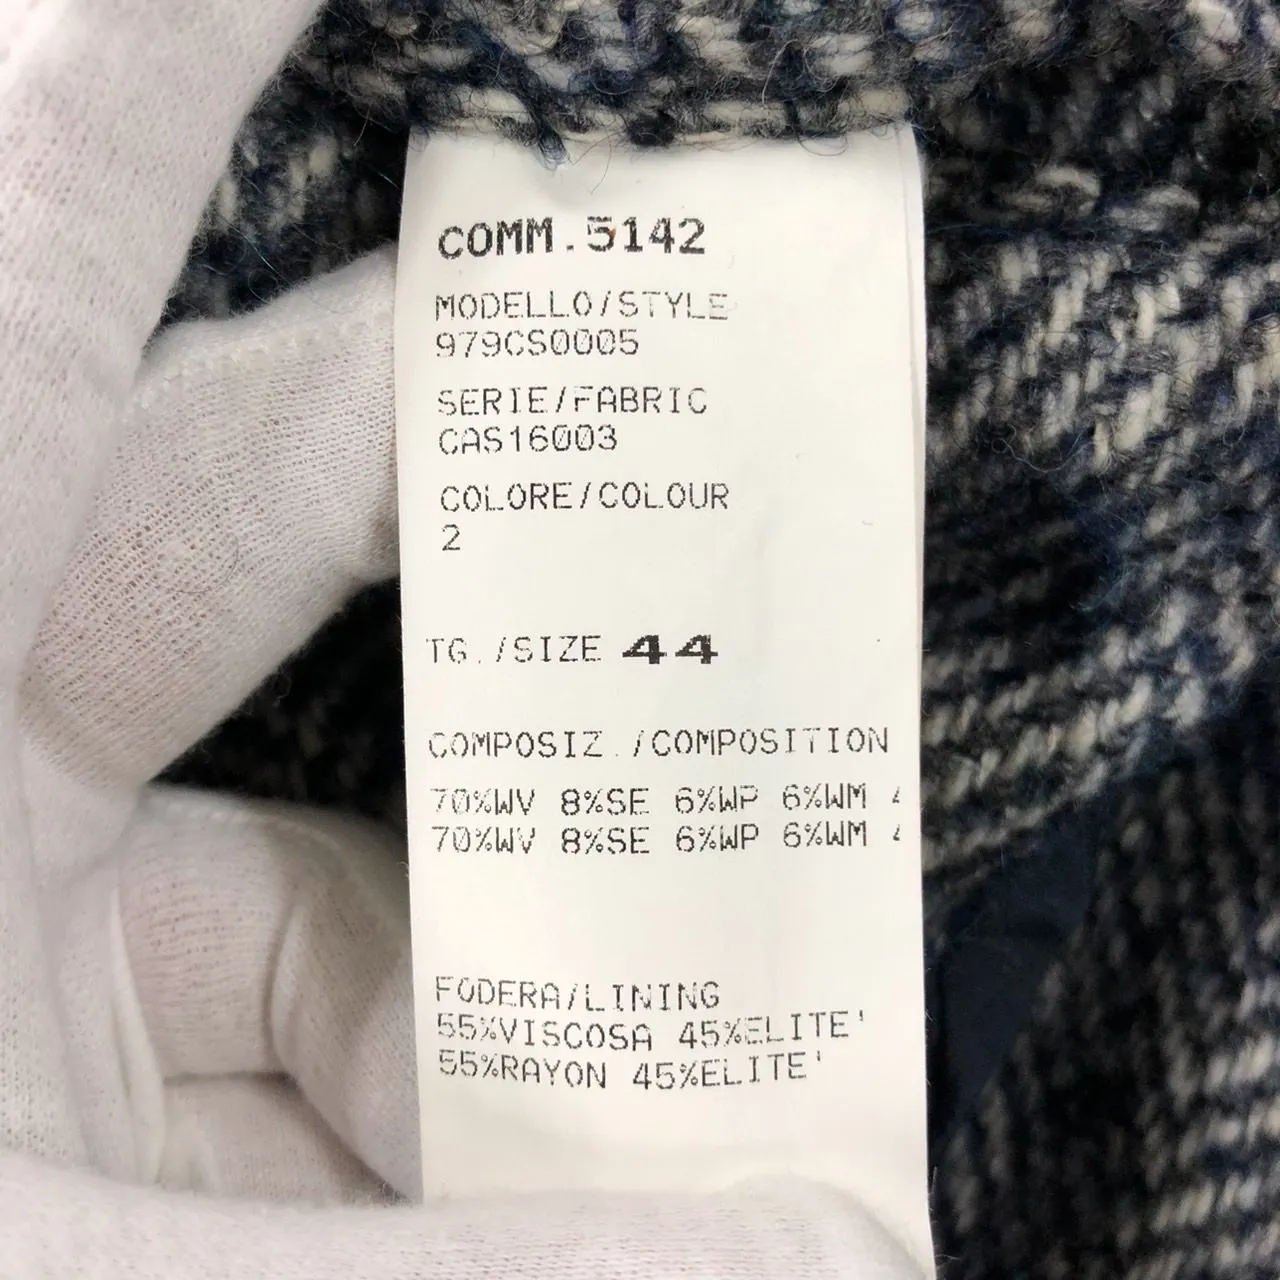 COMM.5142
MODELLO/STYLE
979CS0005
SERIE/FABRIC
CAS16003
COLORE/COLOUR
2
TG./SIZE 44
COMPOSIZ./COMPOSITION
70%WV 8%SE 6%WP 6%WM
70%WV 8%SE 6%WP 6%WM
FODERA/LINING
55%VISCOSA 45%ELITE'
55%RAYON 45%ELITE'